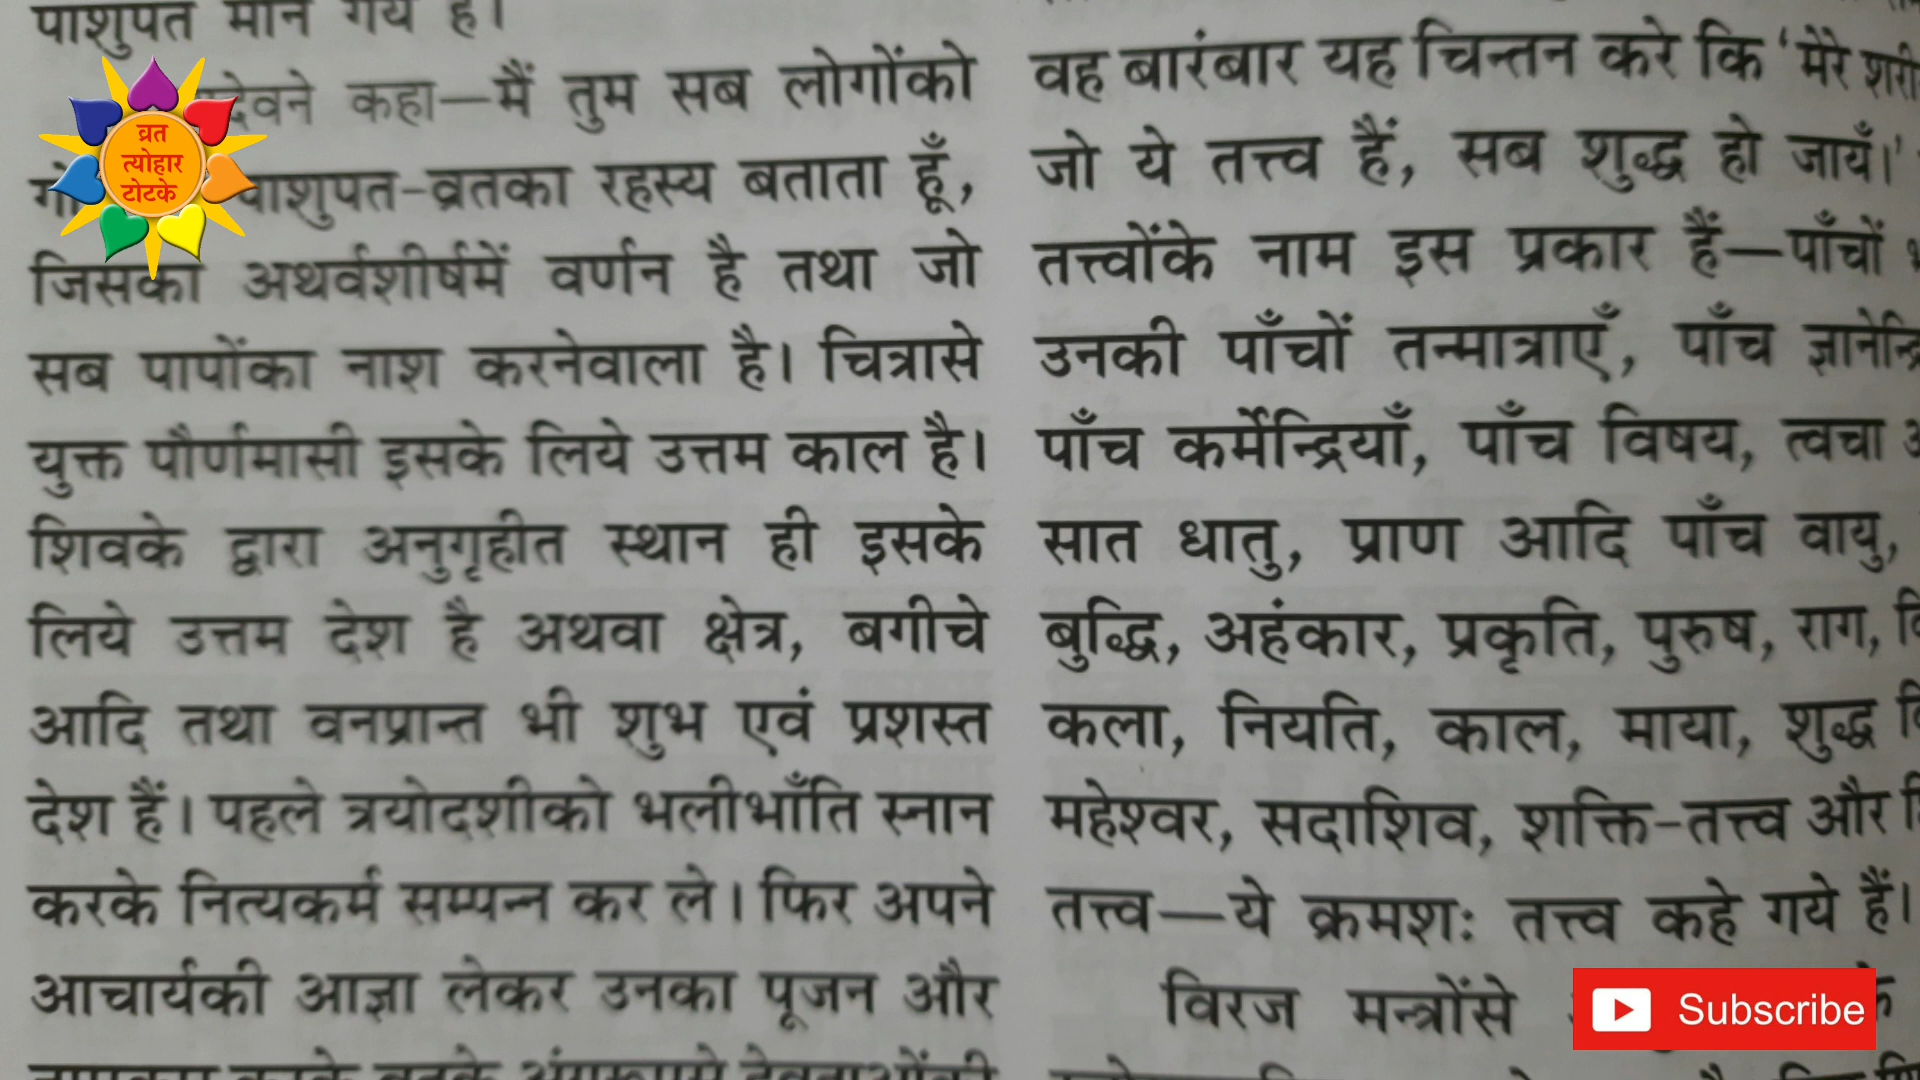 पाशुपत माने गये हैं।
देवने कहा—मैं तुम सब लोगोंको
पाशुपत-व्रतका रहस्य बताता हूँ,
जिसका अथर्वशीर्षमें वर्णन है तथा जो
सब पापोंका नाश करनेवाला है। चित्रासे
युक्त पौर्णमासी इसके लिये उत्तम काल है।
शिवके द्वारा अनुगृहीत स्थान ही इसके
लिये उत्तम देश है अथवा क्षेत्र, बगीचे
आदि तथा वनप्रान्त भी शुभ एवं प्रशस्त
देश हैं। पहले त्रयोदशीको भलीभाँति स्नान
करके नित्यकर्म सम्पन्न कर ले। फिर अपने
आचार्यकी आज्ञा लेकर उनका पूजन और
वह बारंबार यह चिन्तन करे कि ‘मेरे
जो ये तत्त्व हैं, सब शुद्ध हो जायँ।’
तत्त्वोंके नाम इस प्रकार हैं—पाँचों
उनकी पाँचों तन्मात्राएँ, पाँच
पाँच कर्मेन्द्रियाँ, पाँच विषय, त्वचा
सात धातु, प्राण आदि पाँच वायु,
बुद्धि, अहंकार, प्रकृति, पुरुष, राग,
कला, नियति, काल, माया, शुद्ध
महेश्वर, सदाशिव, शक्ति-तत्त्व और
तत्त्व—ये क्रमशः तत्त्व कहे गये हैं।
विरज मन्त्रोंसे
व्रत
त्योहार
टोटके
Subscribe